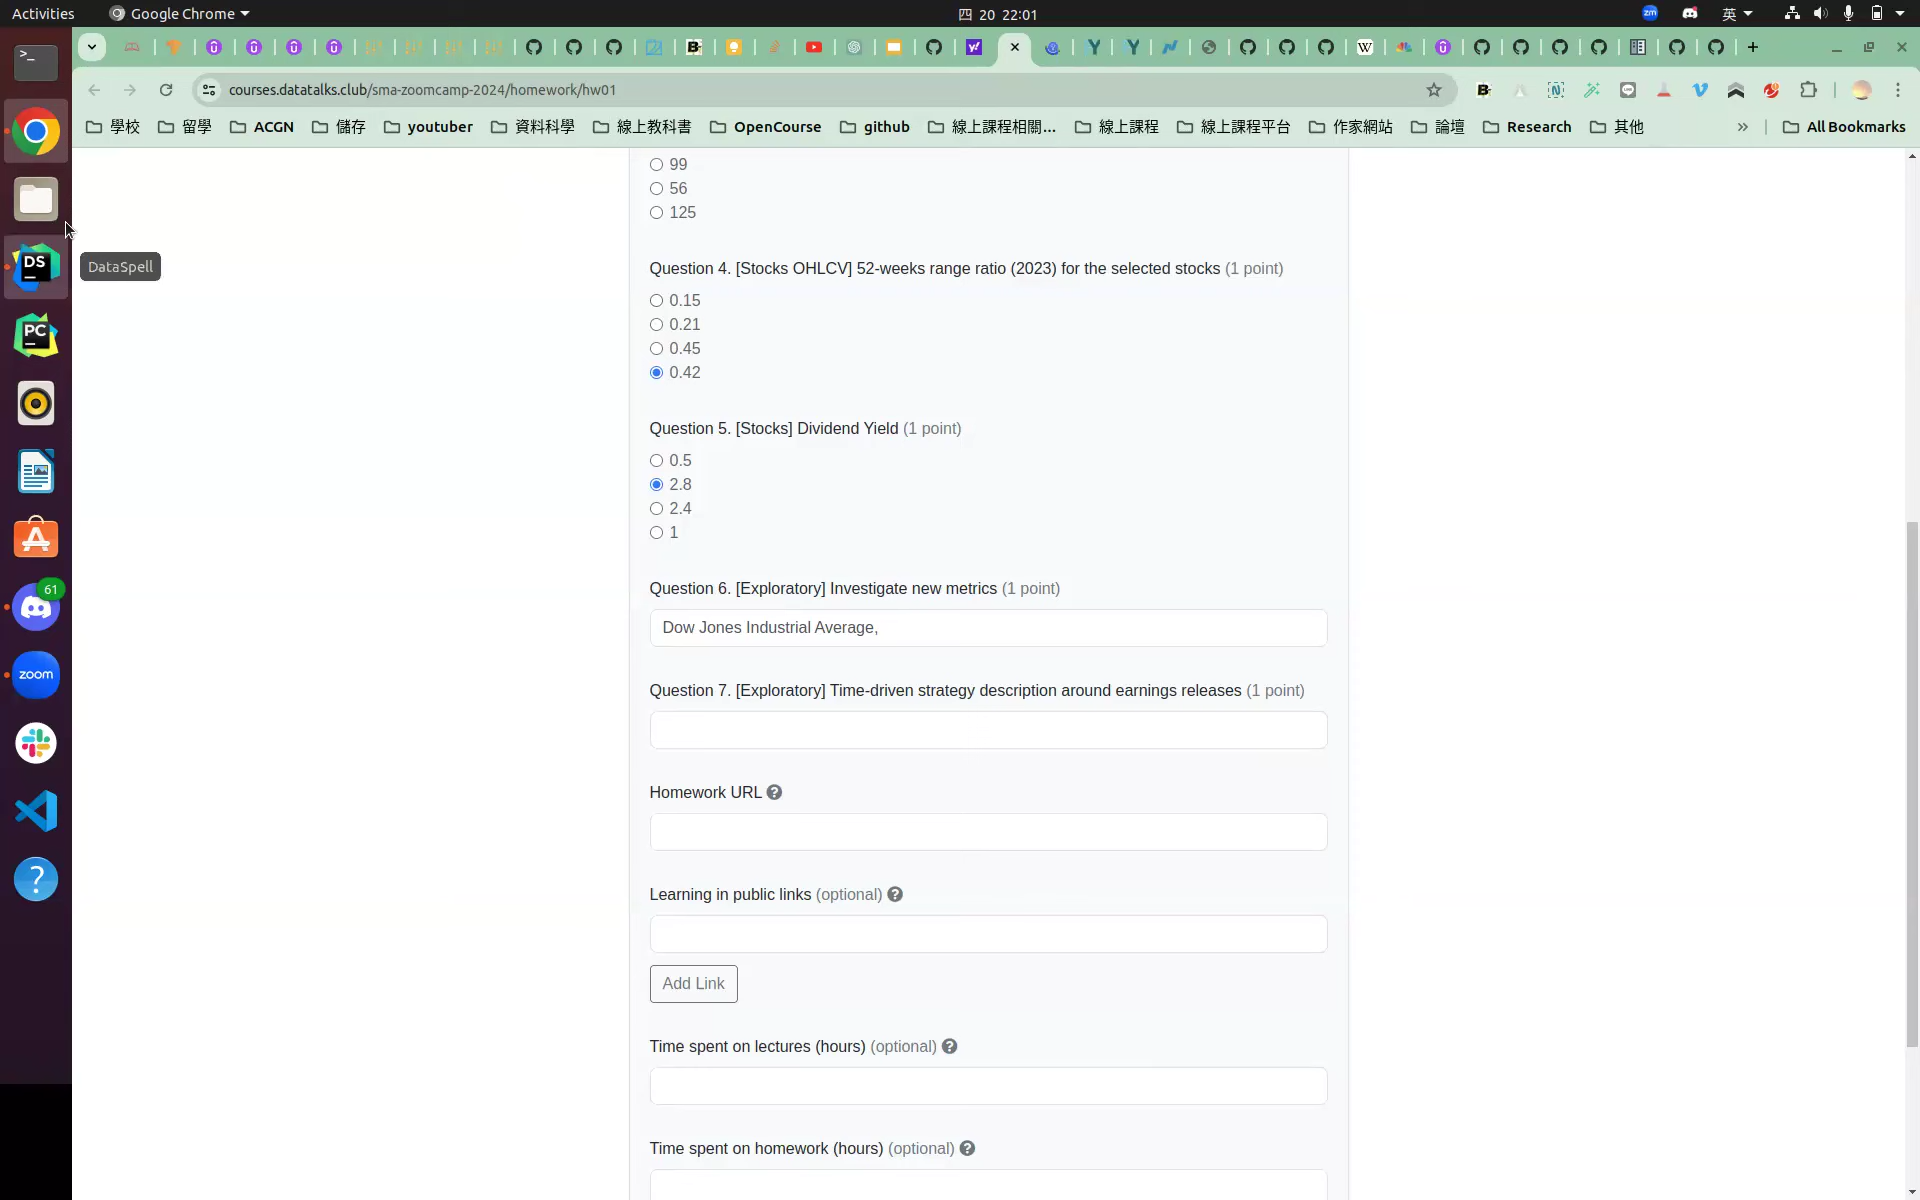 Activities
Google Chrome
四 20 22:01
zm
英
courses.datatalks.club/sma-zoomcamp-2024/homework/hw01
學校
留學
ACGN
儲存
youtuber
資料科學
線上教科書
OpenCourse
github
線上課程相關...
線上課程
線上課程平台
作家網站
論壇
Research
其他
»
All Bookmarks
DS
DataSpell
PC
61
zoom
99
56
125
Question 4. [Stocks OHLCV] 52-weeks range ratio (2023) for the selected stocks (1 point)
0.15
0.21
0.45
0.42
Question 5. [Stocks] Dividend Yield (1 point)
0.5
2.8
2.4
1
Question 6. [Exploratory] Investigate new metrics (1 point)
Dow Jones Industrial Average,
Question 7. [Exploratory] Time-driven strategy description around earnings releases (1 point)
Homework URL
Learning in public links (optional)
Add Link
Time spent on lectures (hours) (optional)
Time spent on homework (hours) (optional)